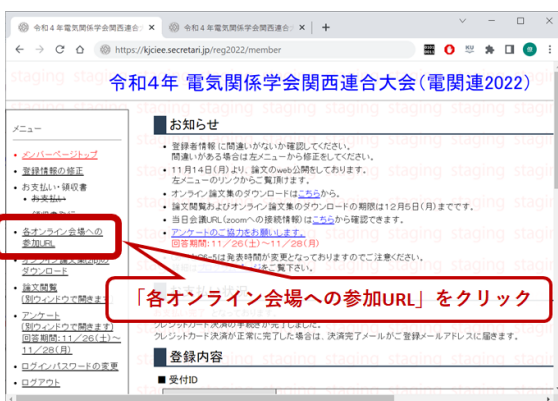 令和4年電気関係学会関西連合
令和4年電気関係学会関西連合
https://kjciee.secretari.jp/reg2022/member
令和4年 電気関係学会関西連合大会(電関連2022)
メニュー
メンバーページトップ
登録情報の修正
お支払い・領収書
お支払い
各オンライン会場への
参加URL
ダウンロード
論文閲覧
(別ウィンドウで開きます)
アンケート
(別ウィンドウで開きます)
回答期間:11/26(土)~
11/28(月)
ログインパスワードの変更
ログアウト
お知らせ
登録者情報に間違いがないか確認してください。
間違いがある場合は左メニューから修正をしてください。
11月14日(月)より、論文のweb公開をしております。
左メニューのリンクからご覧頂けます。
オンライン論文集のダウンロードはこちらから。
論文閲覧およびオンライン論文集のダウンロードの期限は12月5日(月)までです。
当日会議URL(zoomへの接続情報)はこちらから確認できます。
アンケートのご協力をお願いします。
回答期間:11/26(土)~11/28(月)
は発表時間が変更となっておりますのでご注意ください。
ご覧下さい。
「各オンライン会場への参加URL」をクリック
クレジットカード決済の手続きが完了しました。
クレジットカード決済が正常に完了した場合は、決済完了メールがご登録メールアドレスに届きます。
登録内容
■ 受付ID
staging staging staging staging